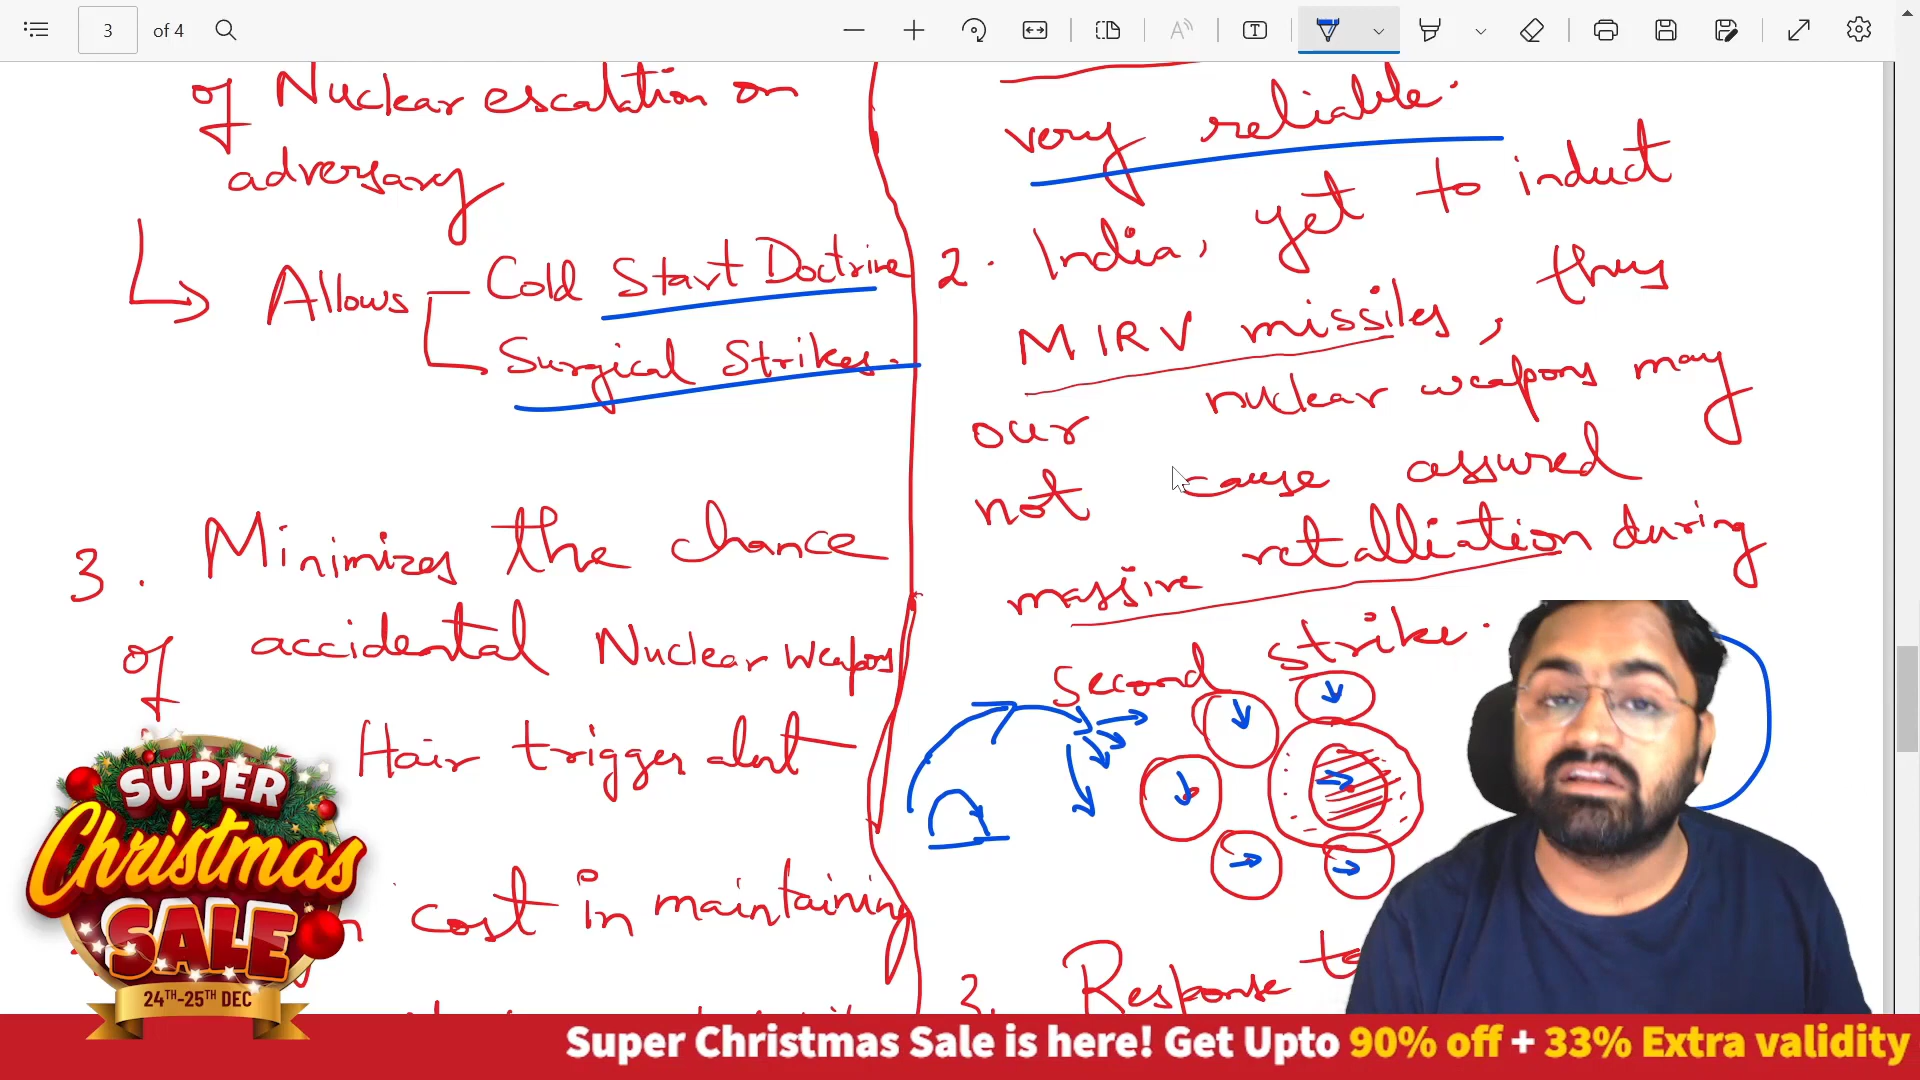 3 of 4
of Nuclear escalation on
adversary
Allows - Cold Start Doctrine
Surgical Strikes.
3. Minimizes the chance
of accidental Nuclear Weapons
Hair trigger alert
cost in maintaining
very reliable.
2. India, yet to induct
MIRV missiles, thus
our nuclear weapons may
not cause assured
massive retalliation during
Second strike.
3. Response to
SUPER
Christmas
SALE
24TH-25TH DEC
Super Christmas Sale is here! Get Upto 90% off + 33% Extra validity